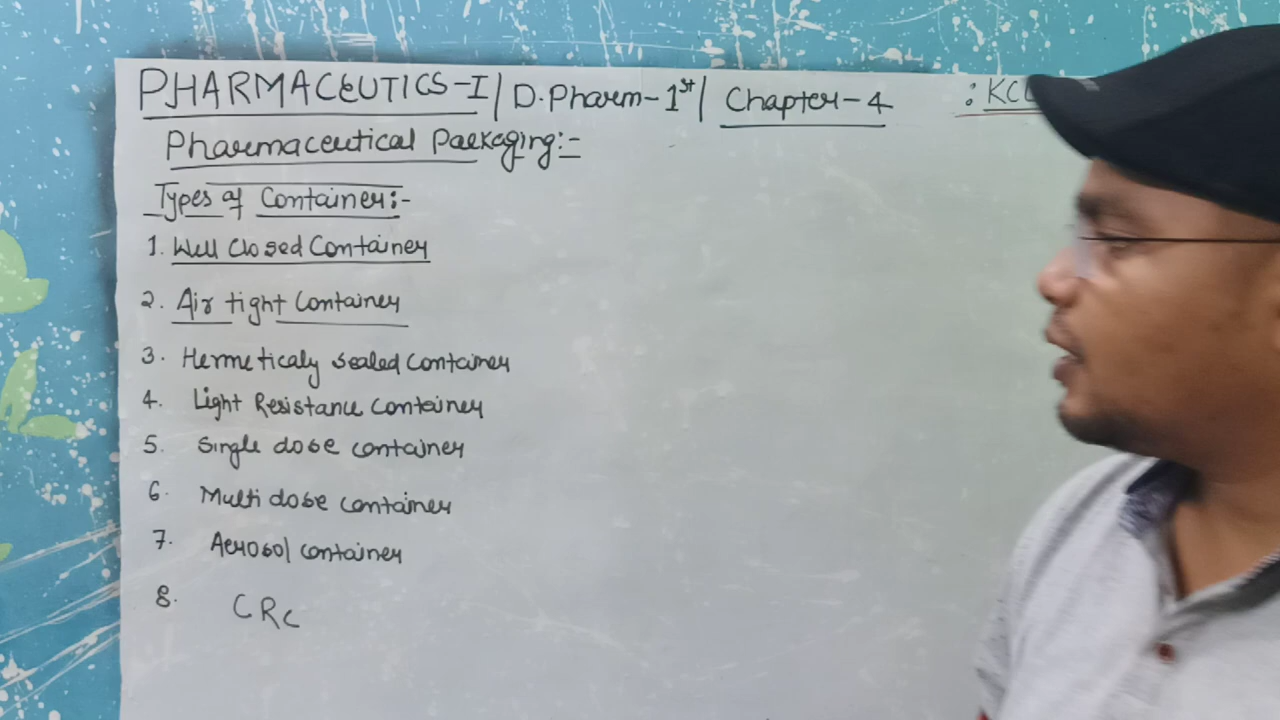 PHARMACEUTICS-I / D.Pharm-1st / Chapter-4 : KCL
Pharmaceutical Packaging:-
Types of Container:-
1. Well Closed Container
2. Air tight Container
3. Hermeticaly sealed Container
4. Light Resistance Container
5. Single dose container
6. Multi dose container
7. Aerosol container
8. CRC